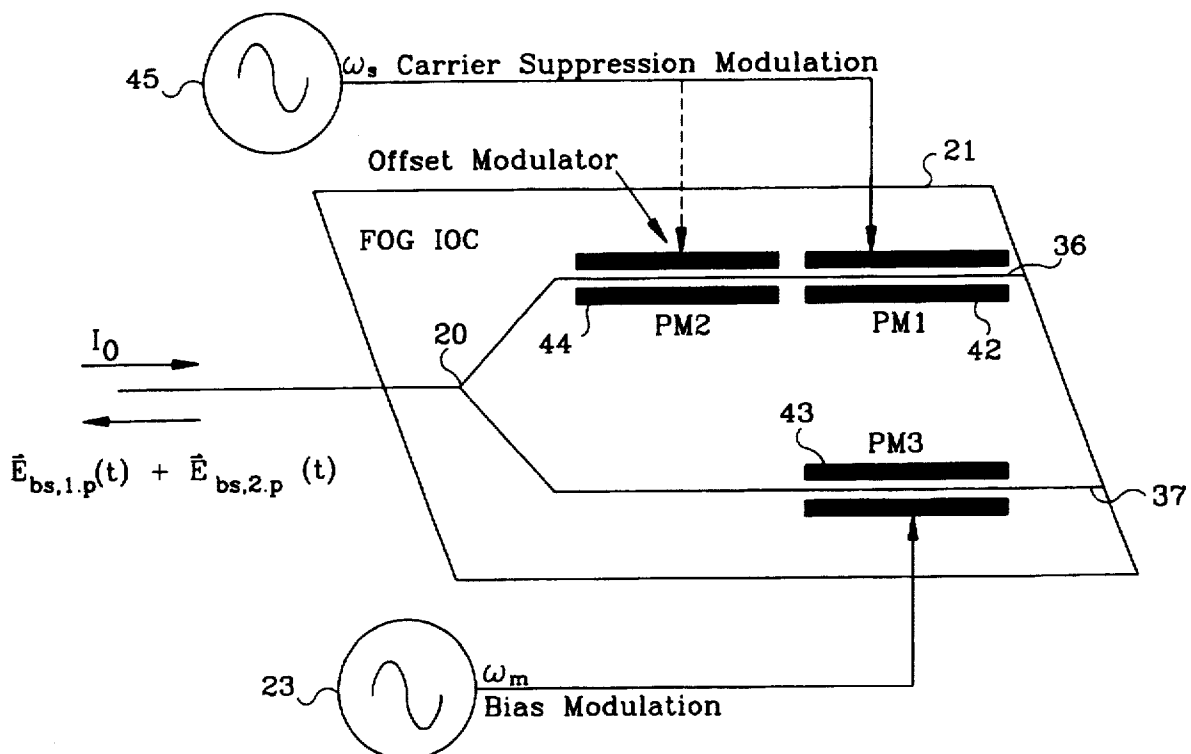 45
ωs Carrier Suppression Modulation
Offset Modulator
21
FOG IOC
36
20
44
PM2
PM1
42
I0
43
PM3
E⃗bs,1.p(t) + E⃗bs,2.p (t)
37
23
ωm
Bias Modulation